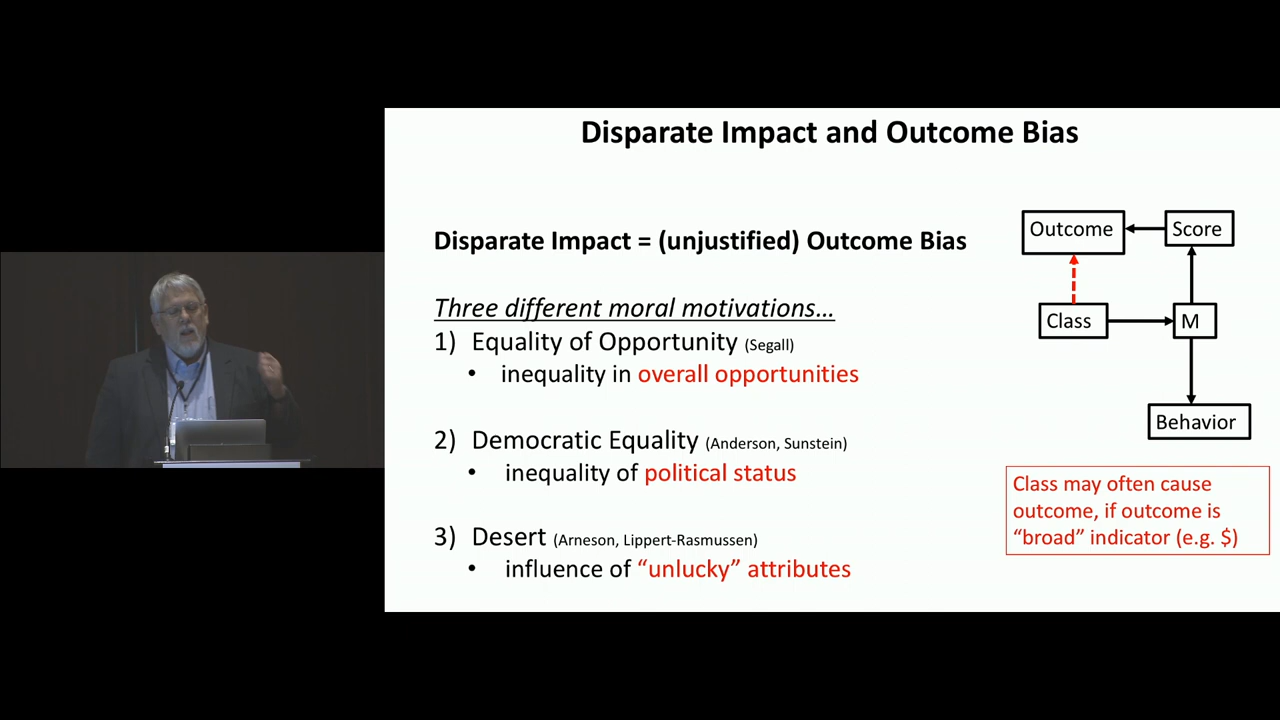 Disparate Impact and Outcome Bias
Disparate Impact = (unjustified) Outcome Bias
Three different moral motivations...
1) Equality of Opportunity (Segall)
• inequality in overall opportunities
2) Democratic Equality (Anderson, Sunstein)
• inequality of political status
3) Desert (Arneson, Lippert-Rasmussen)
• influence of “unlucky” attributes
Outcome
Score
Class
M
Behavior
Class may often cause
outcome, if outcome is
“broad” indicator (e.g. $)